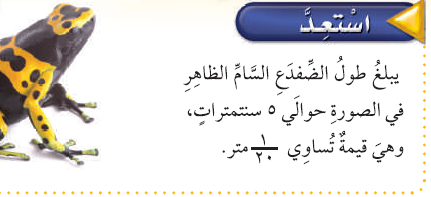 اسْتَعِدَّ
يبلغُ طولُ الضِّفدَعِ السَّامِّ الظاهِرِ
في الصورةِ حوالَي ٥ سنتمتراتٍ،
وهيَ قيمةٌ تُساوِي ١/٢٠ متر.